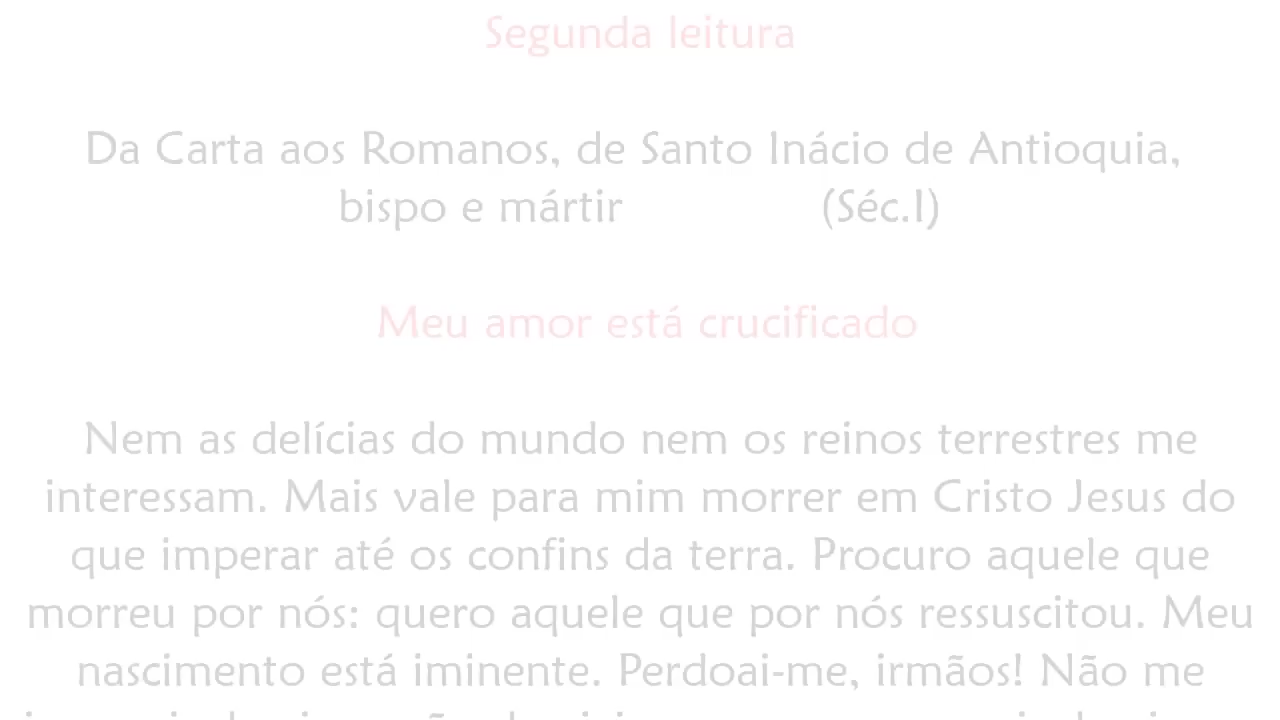 Segunda leitura
Da Carta aos Romanos, de Santo Inácio de Antioquia,
bispo e mártir (Séc.I)
Meu amor está crucificado
Nem as delícias do mundo nem os reinos terrestres me
interessam. Mais vale para mim morrer em Cristo Jesus do
que imperar até os confins da terra. Procuro aquele que
morreu por nós: quero aquele que por nós ressuscitou. Meu
nascimento está iminente. Perdoai-me, irmãos! Não me